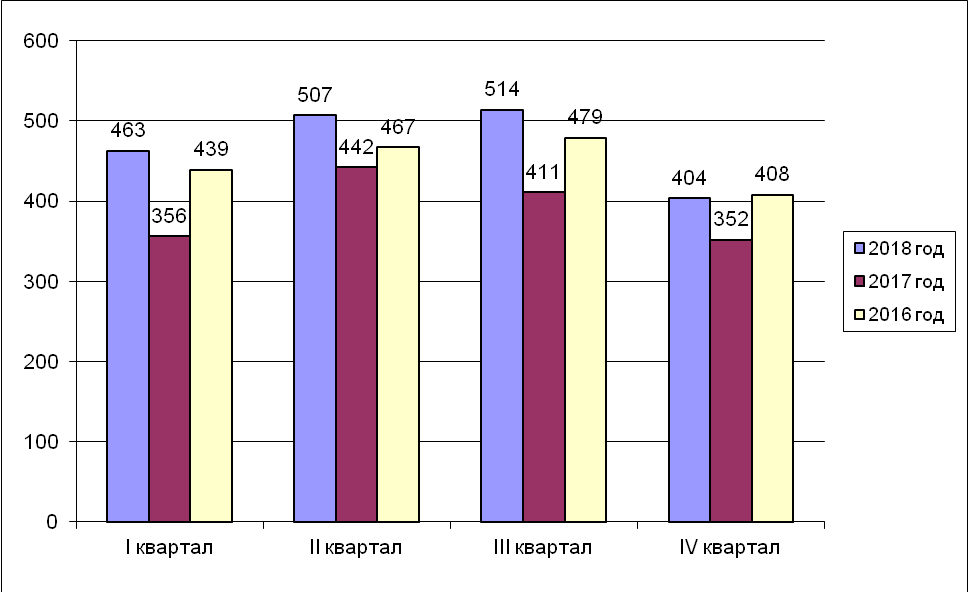 600
500
400
300
200
100
0
463
356
439
507
442
467
514
411
479
404
352
408
I квартал
II квартал
III квартал
IV квартал
2018 год
2017 год
2016 год